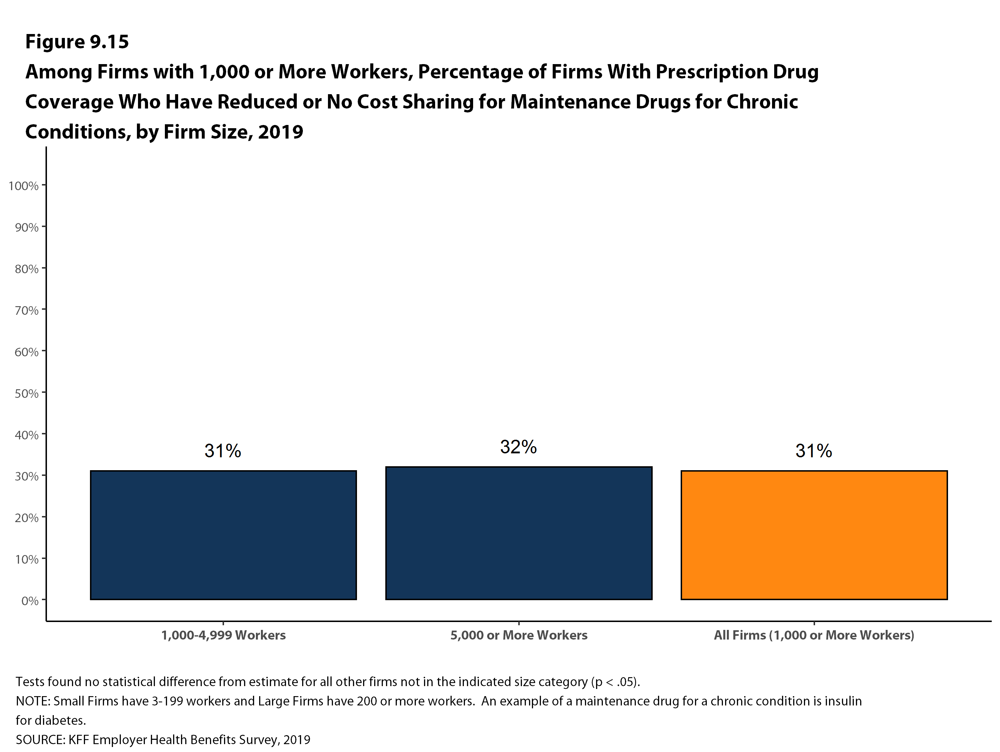 Figure 9.15
Among Firms with 1,000 or More Workers, Percentage of Firms With Prescription Drug
Coverage Who Have Reduced or No Cost Sharing for Maintenance Drugs for Chronic
Conditions, by Firm Size, 2019
100%
90%
80%
70%
60%
50%
40%
30%
20%
10%
0%
31%
32%
31%
1,000-4,999 Workers
5,000 or More Workers
All Firms (1,000 or More Workers)
Tests found no statistical difference from estimate for all other firms not in the indicated size category (p < .05).
NOTE: Small Firms have 3-199 workers and Large Firms have 200 or more workers.  An example of a maintenance drug for a chronic condition is insulin
for diabetes.
SOURCE: KFF Employer Health Benefits Survey, 2019